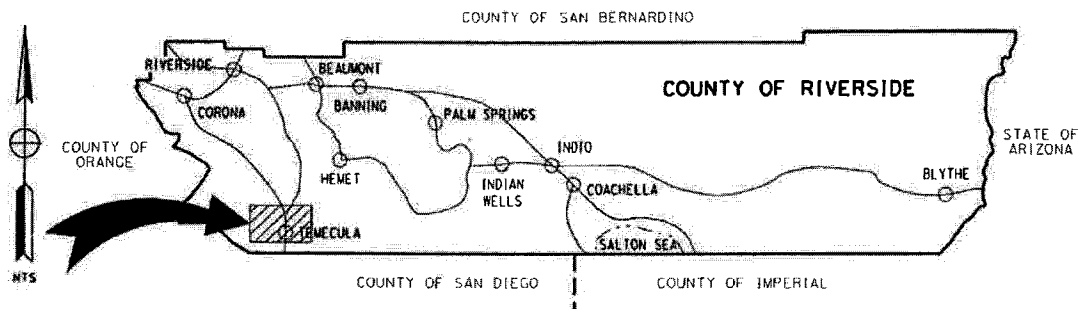 COUNTY OF SAN BERNARDINO
RIVERSIDE
BEAUMONT
COUNTY OF RIVERSIDE
CORONA
BANNING
PALM SPRINGS
COUNTY OF
ORANGE
STATE OF
ARIZONA
INDIO
HEMET
INDIAN
WELLS
COACHELLA
BLYTHE
TEMECULA
SALTON SEA
NTS
COUNTY OF SAN DIEGO
COUNTY OF IMPERIAL